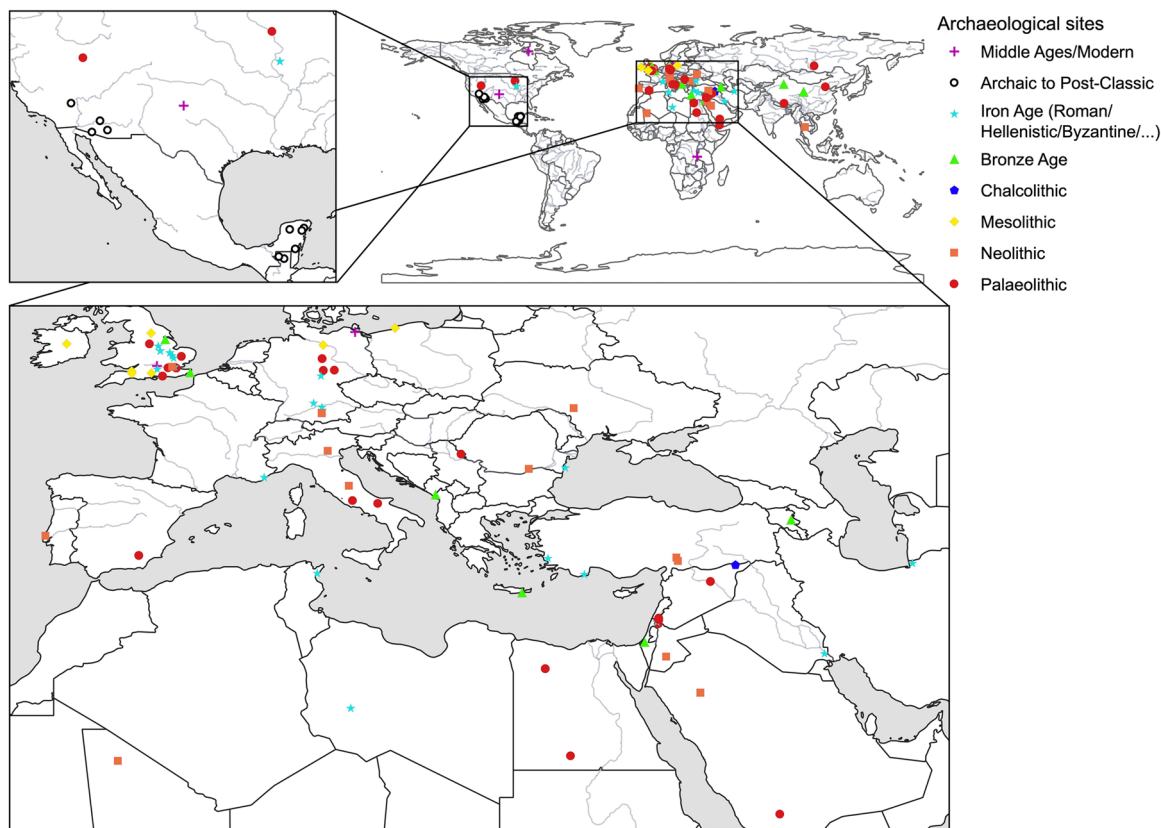 Archaeological sites
Middle Ages/Modern
Archaic to Post-Classic
Iron Age (Roman/
Hellenistic/Byzantine/...)
Bronze Age
Chalcolithic
Mesolithic
Neolithic
Palaeolithic